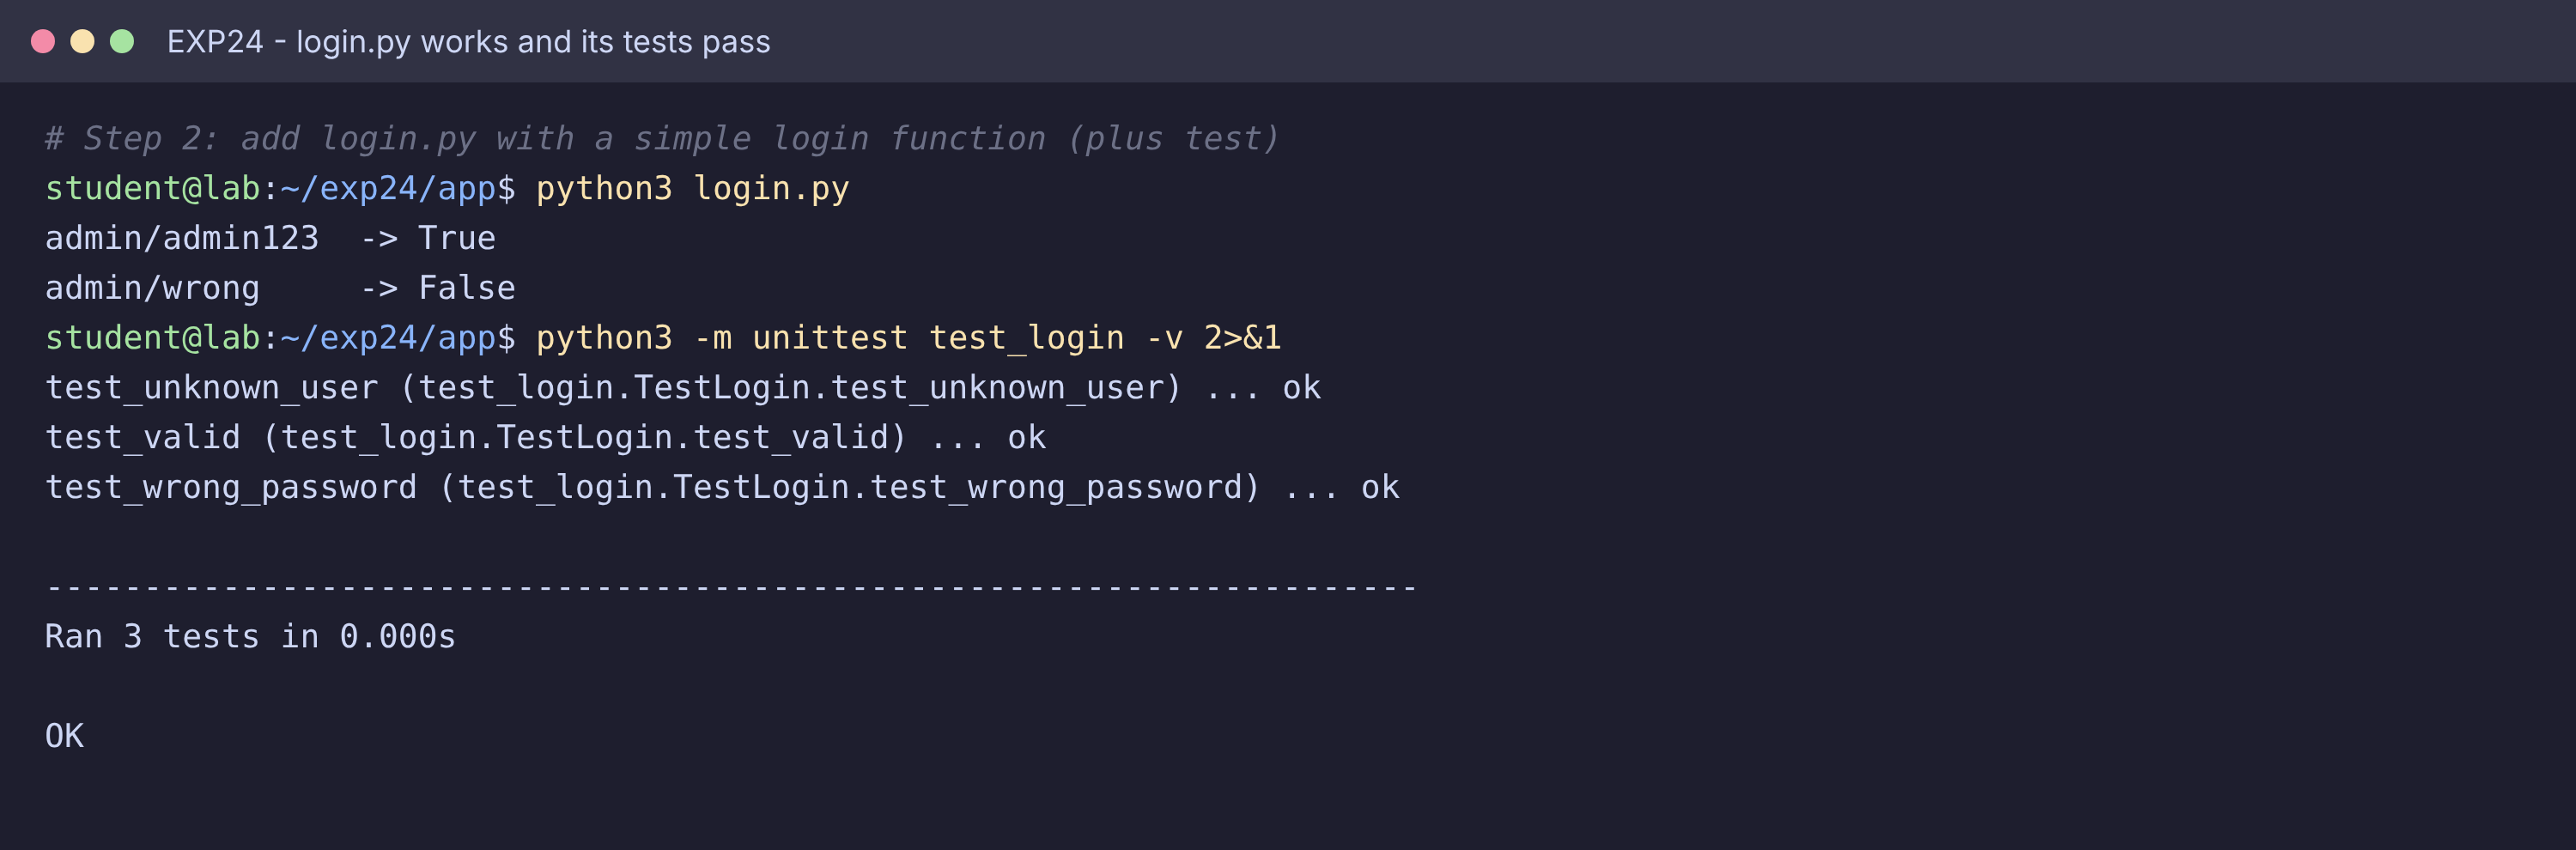 EXP24 - login.py works and its tests pass
# Step 2: add login.py with a simple login function (plus test)
student@lab:~/exp24/app$ python3 login.py
admin/admin123  -> True
admin/wrong     -> False
student@lab:~/exp24/app$ python3 -m unittest test_login -v 2>&1
test_unknown_user (test_login.TestLogin.test_unknown_user) ... ok
test_valid (test_login.TestLogin.test_valid) ... ok
test_wrong_password (test_login.TestLogin.test_wrong_password) ... ok
----------------------------------------------------------------------
Ran 3 tests in 0.000s
OK